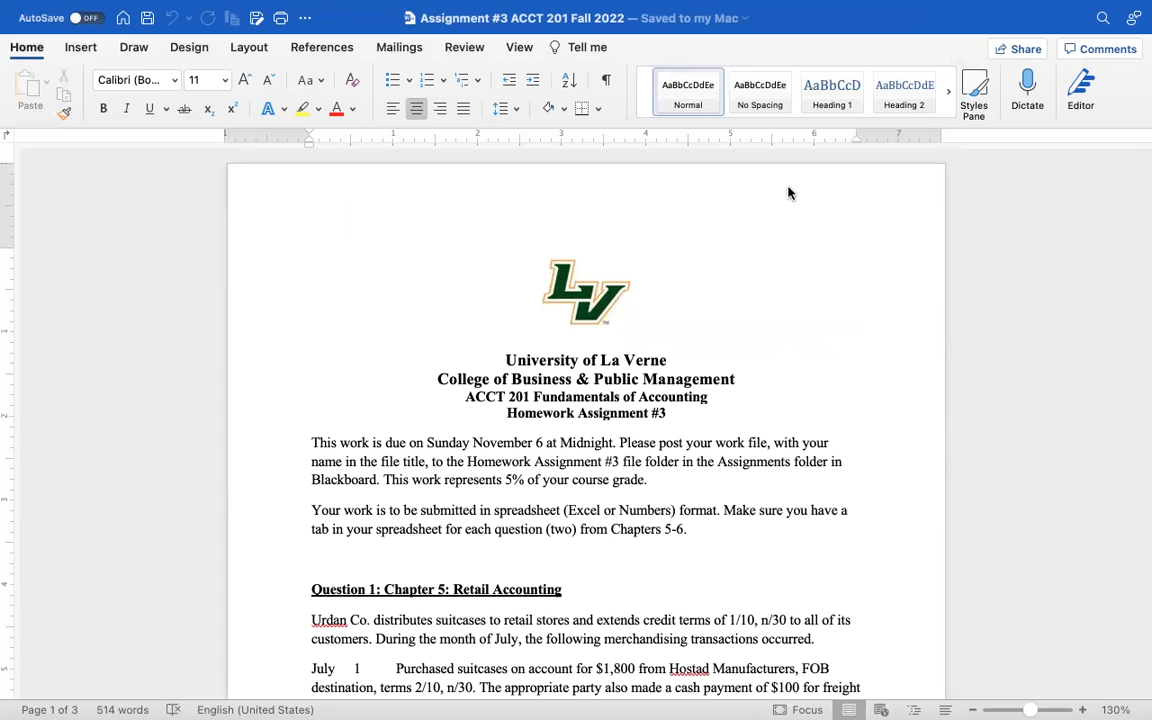 AutoSave OFF Assignment #3 ACCT 201 Fall 2022 — Saved to my Mac
Home Insert Draw Design Layout References Mailings Review View Tell me Share Comments
Paste Calibri (Bo... 11 Aa AaBbCcDdEe Normal AaBbCcDdEe No Spacing AaBbCcD Heading 1 AaBbCcDdE Heading 2 Styles Pane Dictate Editor
1 1 2 3 4 5 6 7
LV
University of La Verne
College of Business & Public Management
ACCT 201 Fundamentals of Accounting
Homework Assignment #3
This work is due on Sunday November 6 at Midnight. Please post your work file, with your
name in the file title, to the Homework Assignment #3 file folder in the Assignments folder in
Blackboard. This work represents 5% of your course grade.
Your work is to be submitted in spreadsheet (Excel or Numbers) format. Make sure you have a
tab in your spreadsheet for each question (two) from Chapters 5-6.
Question 1: Chapter 5: Retail Accounting
Urdan Co. distributes suitcases to retail stores and extends credit terms of 1/10, n/30 to all of its
customers. During the month of July, the following merchandising transactions occurred.
July 1 Purchased suitcases on account for $1,800 from Hostad Manufacturers, FOB
destination, terms 2/10, n/30. The appropriate party also made a cash payment of $100 for freight
Page 1 of 3 514 words English (United States) Focus 130%